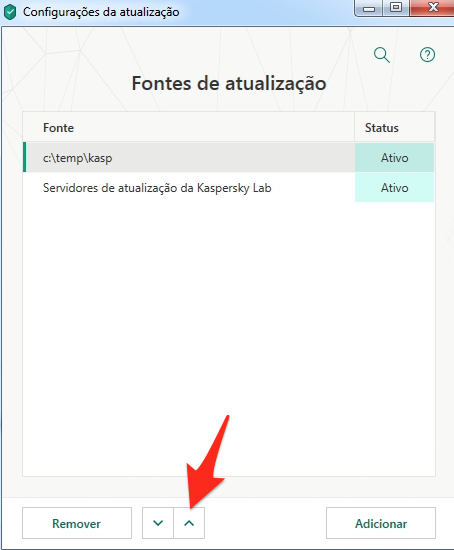 Configurações da atualização
Fontes de atualização
Fonte Status
c:\temp\kasp Ativo
Servidores de atualização da Kaspersky Lab Ativo
Remover Adicionar